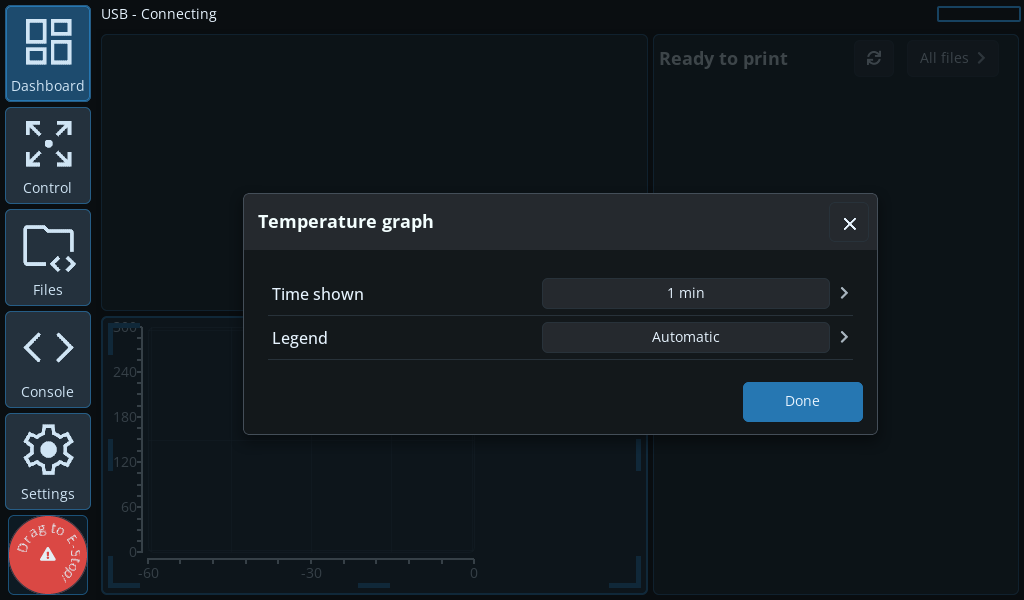 USB - Connecting
Dashboard
Control
Files
Console
Settings
Drag to E-Stop!
Ready to print
All files
Temperature graph
Time shown
1 min
Legend
Automatic
Done
300
240
180
120
60
0
-60
-30
0